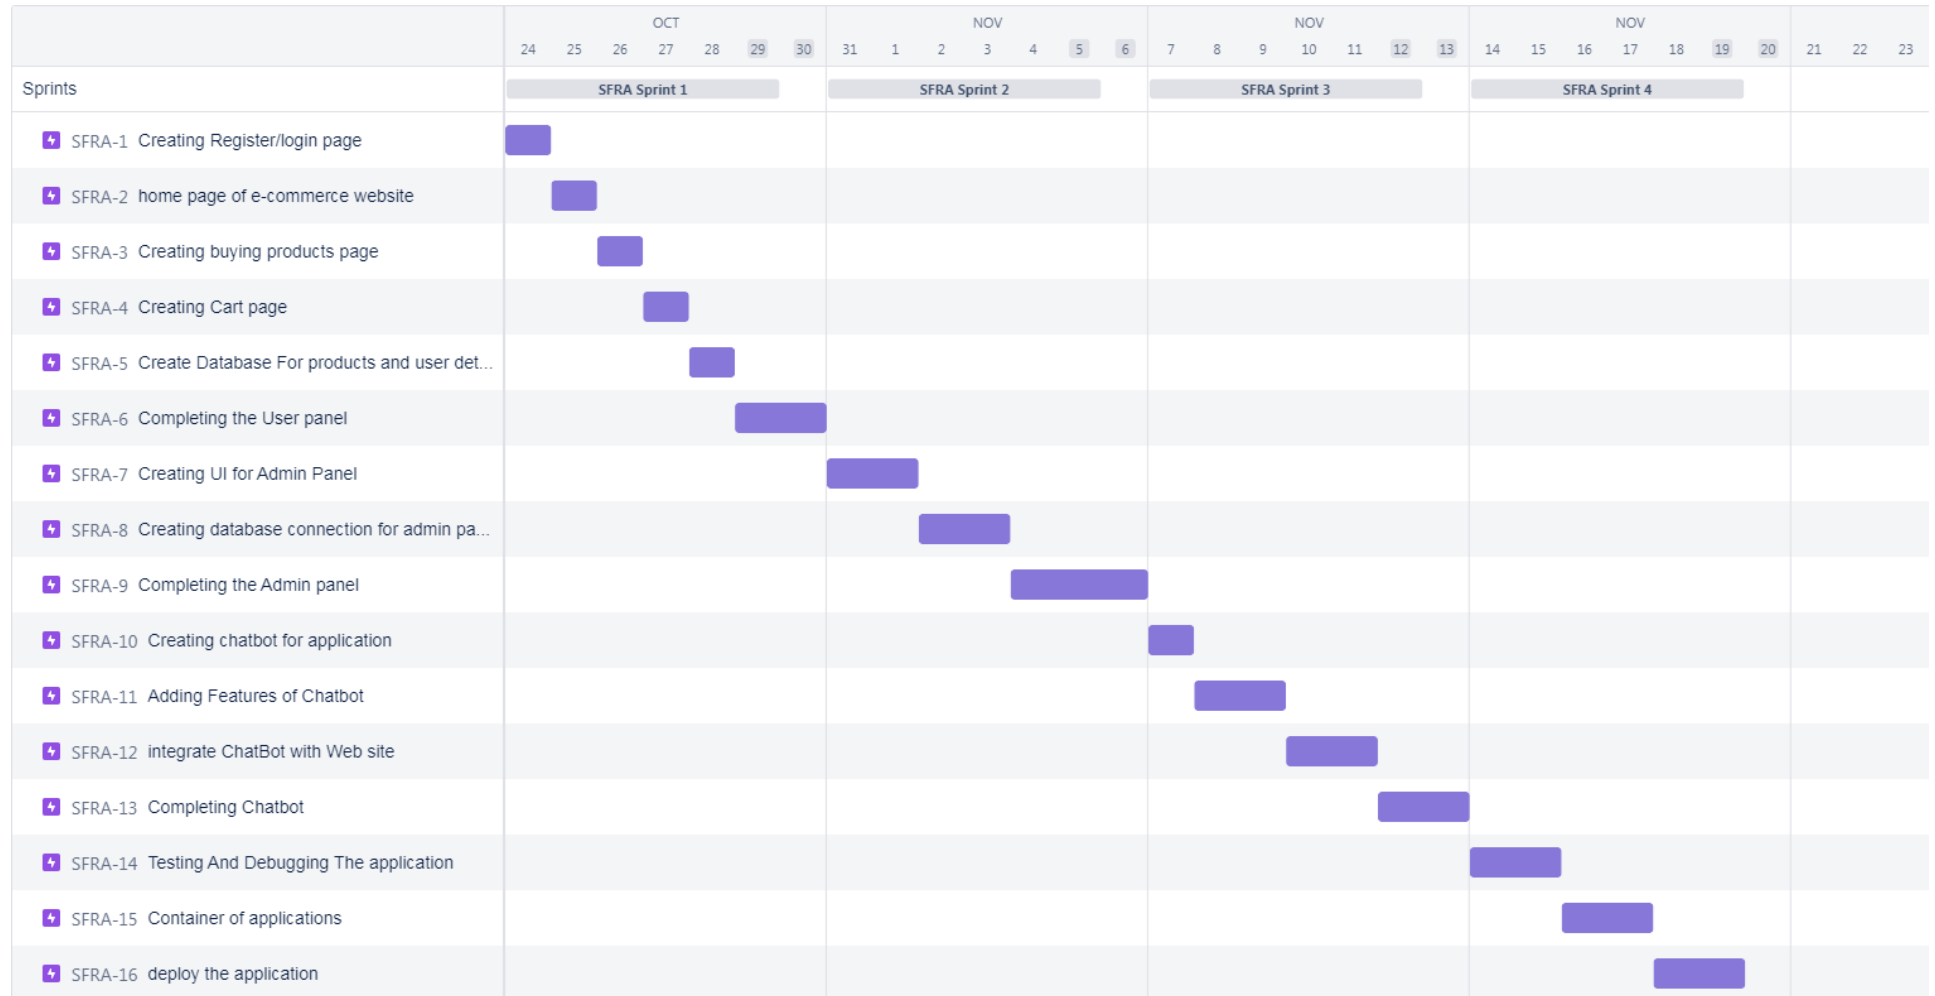 OCT NOV NOV NOV
24 25 26 27 28 29 30 31 1 2 3 4 5 6 7 8 9 10 11 12 13 14 15 16 17 18 19 20 21 22 23
Sprints SFRA Sprint 1 SFRA Sprint 2 SFRA Sprint 3 SFRA Sprint 4
SFRA-1 Creating Register/login page
SFRA-2 home page of e-commerce website
SFRA-3 Creating buying products page
SFRA-4 Creating Cart page
SFRA-5 Create Database For products and user det...
SFRA-6 Completing the User panel
SFRA-7 Creating UI for Admin Panel
SFRA-8 Creating database connection for admin pa...
SFRA-9 Completing the Admin panel
SFRA-10 Creating chatbot for application
SFRA-11 Adding Features of Chatbot
SFRA-12 integrate ChatBot with Web site
SFRA-13 Completing Chatbot
SFRA-14 Testing And Debugging The application
SFRA-15 Container of applications
SFRA-16 deploy the application